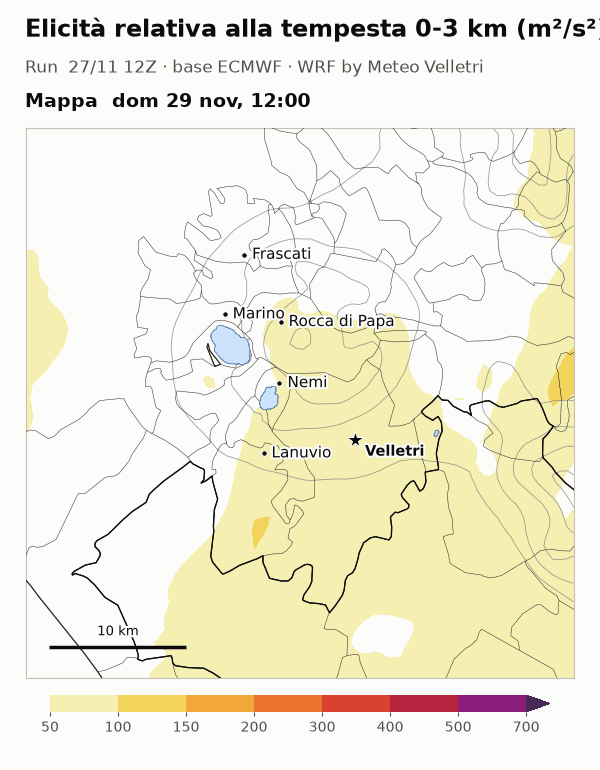 Elicità relativa alla tempesta 0-3 km (m²/s²)
Run 27/11 12Z · base ECMWF · WRF by Meteo Velletri
Mappa dom 29 nov, 12:00
Frascati
Marino
Rocca di Papa
Nemi
Velletri
Lanuvio
10 km
50 100 150 200 300 400 500 700